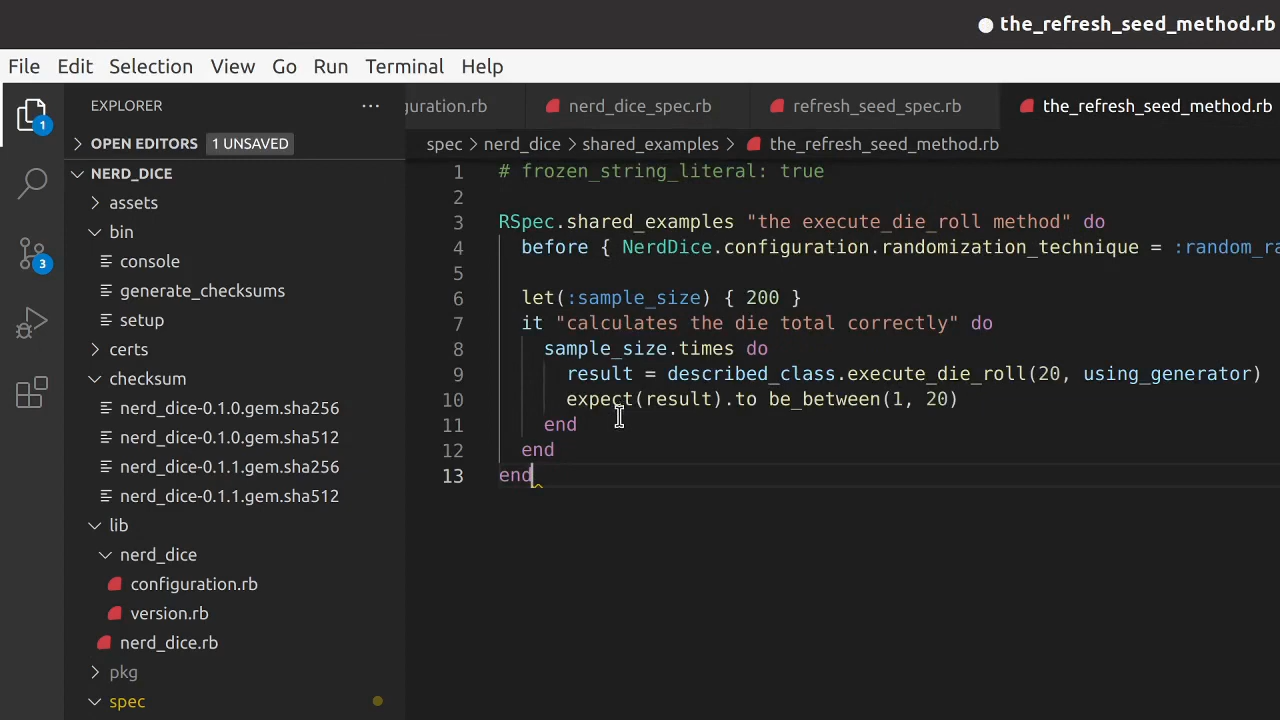 the_refresh_seed_method.rb
File Edit Selection View Go Run Terminal Help
EXPLORER
guration.rb nerd_dice_spec.rb refresh_seed_spec.rb the_refresh_seed_method.rb
1
OPEN EDITORS 1 UNSAVED
spec > nerd_dice > shared_examples > the_refresh_seed_method.rb
NERD_DICE
assets
bin
console
generate_checksums
setup
certs
checksum
nerd_dice-0.1.0.gem.sha256
nerd_dice-0.1.0.gem.sha512
nerd_dice-0.1.1.gem.sha256
nerd_dice-0.1.1.gem.sha512
lib
nerd_dice
configuration.rb
version.rb
nerd_dice.rb
pkg
spec
3
1 # frozen_string_literal: true
2
3 RSpec.shared_examples "the execute_die_roll method" do
4 before { NerdDice.configuration.randomization_technique = :random_ra
5
6 let(:sample_size) { 200 }
7 it "calculates the die total correctly" do
8 sample_size.times do
9 result = described_class.execute_die_roll(20, using_generator)
10 expect(result).to be_between(1, 20)
11 end
12 end
13 end